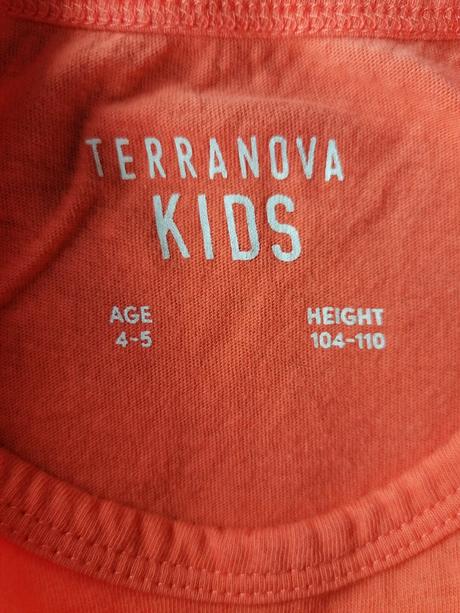 TERRANOVA
KIDS
AGE HEIGHT
4-5 104-110